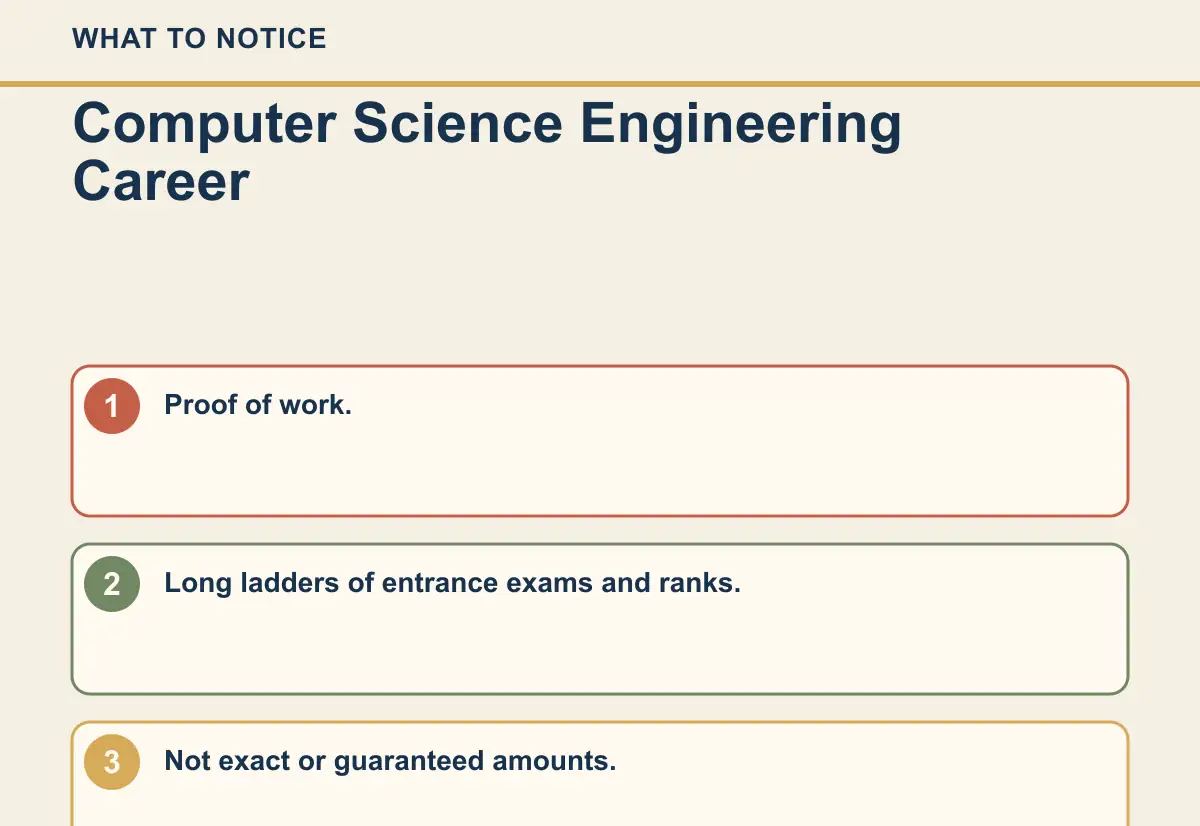 WHAT TO NOTICE
Computer Science Engineering
Career
1
Proof of work.
2
Long ladders of entrance exams and ranks.
3
Not exact or guaranteed amounts.